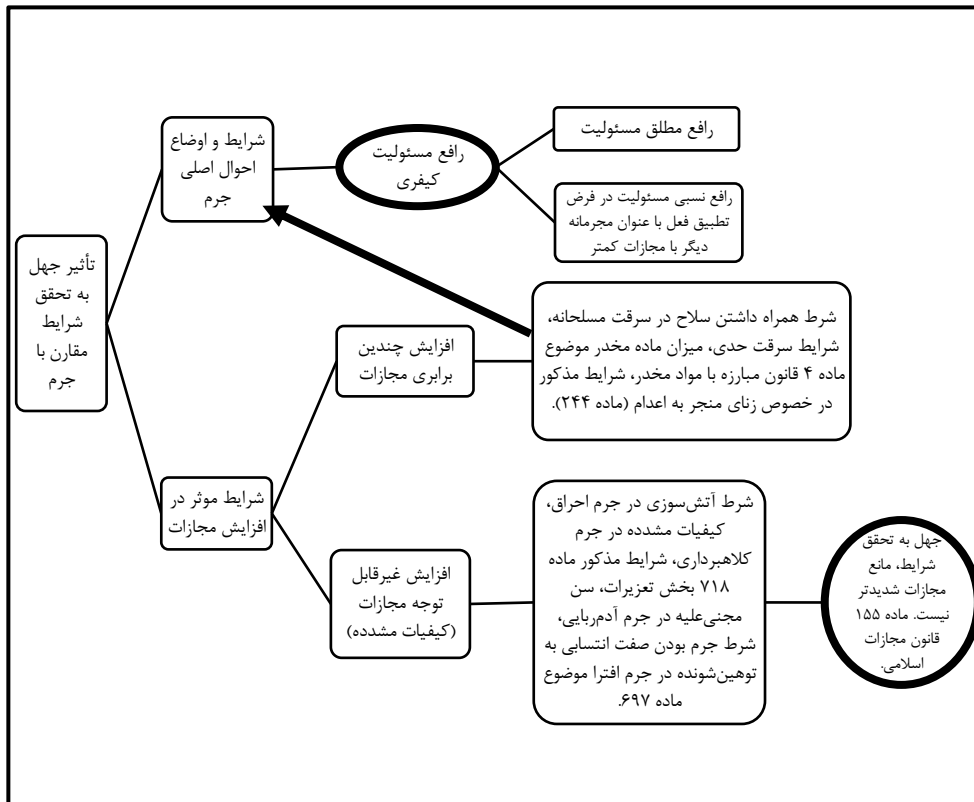 تأثیر جهل
به تحقق
شرایط
مقارن با
جرم
شرایط و اوضاع
احوال اصلی
جرم
رافع مسئولیت
کیفری
رافع مطلق مسئولیت
رافع نسبی مسئولیت در فرض
تطبیق فعل با عنوان مجرمانه
دیگر با مجازات کمتر
شرایط موثر در
افزایش مجازات
افزایش چندین
برابری مجازات
شرط همراه داشتن سلاح در سرقت مسلحانه،
شرایط سرقت حدی، میزان ماده مخدر موضوع
ماده ۴ قانون مبارزه با مواد مخدر، شرایط مذکور
در خصوص زنای منجر به اعدام (ماده ۲۴۴).
افزایش غیرقابل
توجه مجازات
(کیفیات مشدده)
شرط آتش‌سوزی در جرم احراق،
کیفیات مشدده در جرم
کلاهبرداری، شرایط مذکور ماده
۷۱۸ بخش تعزیرات، سن
مجنی‌علیه در جرم آدم‌ربایی،
شرط جرم بودن صفت انتسابی به
توهین‌شونده در جرم افترا موضوع
ماده ۶۹۷.
جهل به تحقق
شرایط، مانع
مجازات شدیدتر
نیست. ماده ۱۵۵
قانون مجازات
اسلامی.